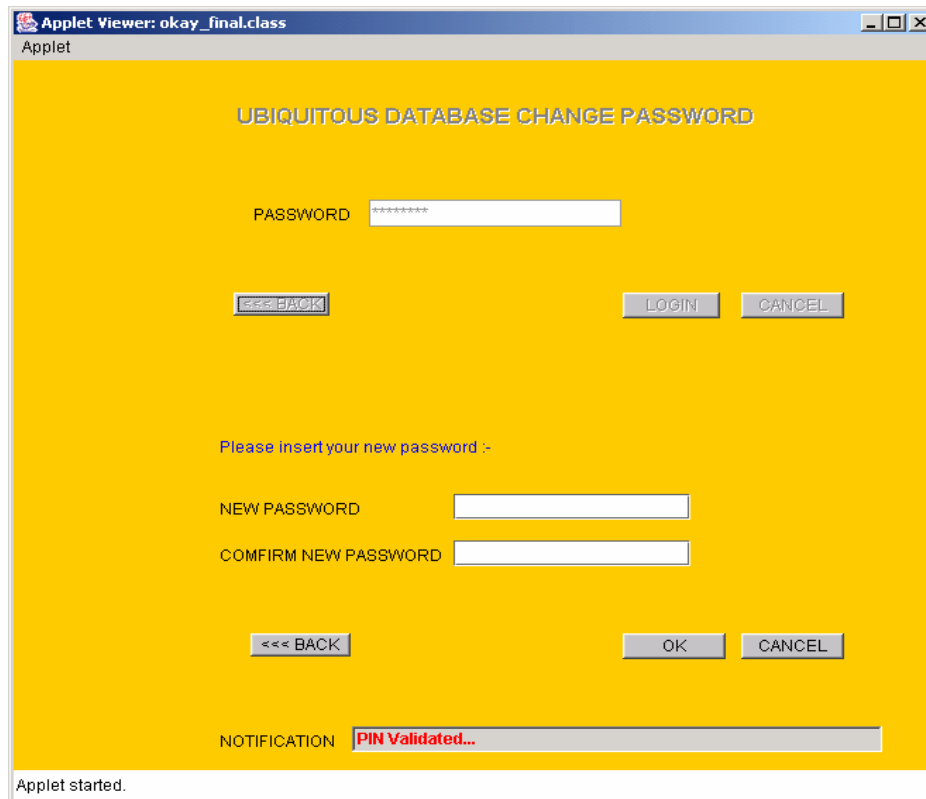 Applet Viewer: okay_final.class
Applet
UBIQUITOUS DATABASE CHANGE PASSWORD
PASSWORD ********
<<< BACK LOGIN CANCEL
Please insert your new password :-
NEW PASSWORD
COMFIRM NEW PASSWORD
<<< BACK OK CANCEL
NOTIFICATION PIN Validated...
Applet started.